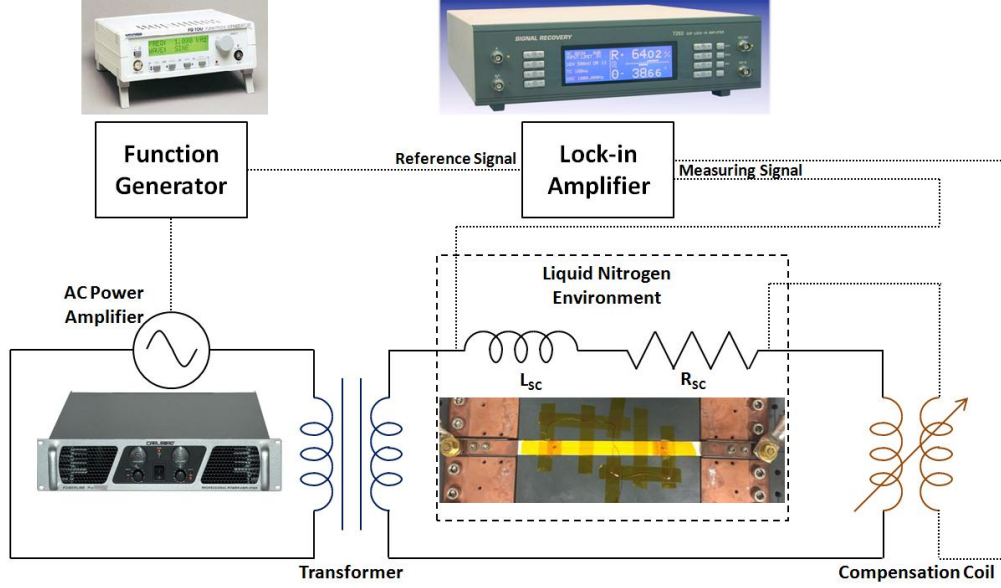 SIGNAL RECOVERY
Function
Generator
Reference Signal
Lock-in
Amplifier
Measuring Signal
AC Power
Amplifier
Liquid Nitrogen
Environment
LSC
RSC
Transformer
Compensation Coil